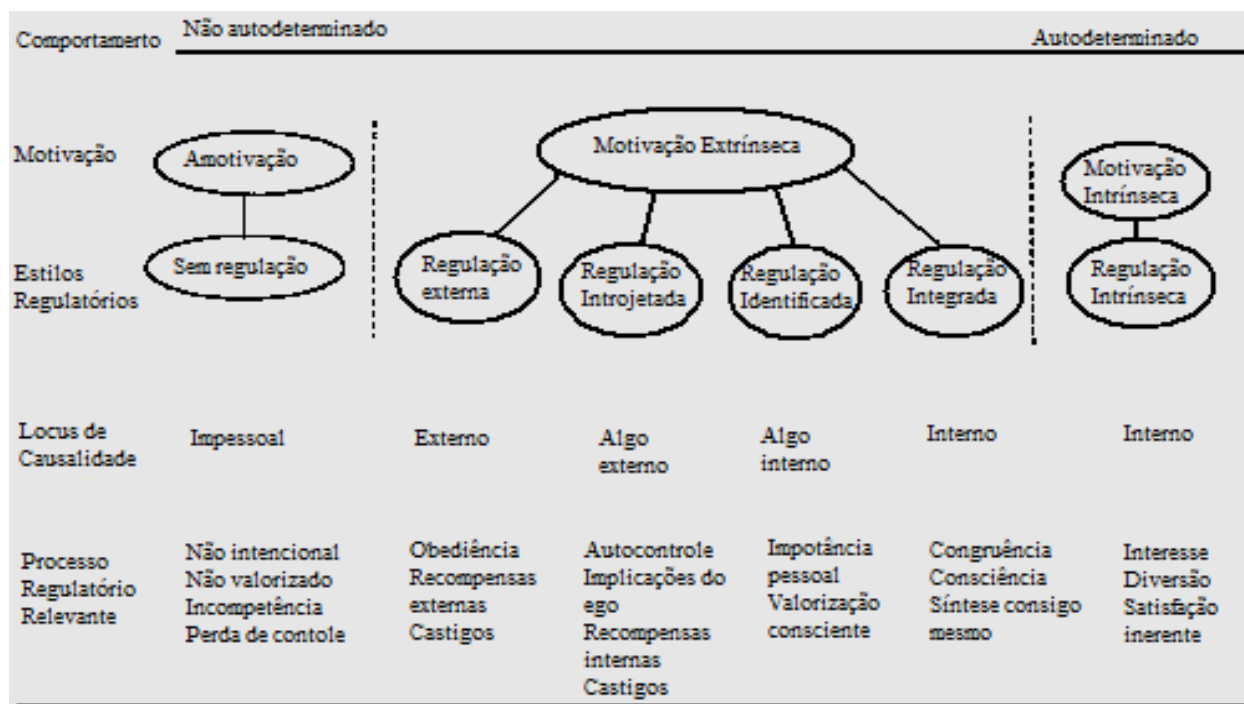 Comportamerto Não autodeterminado Autodeterminado
Motivação Amotivação Motivação Extrínseca Motivação
Intrínseca
Estilos
Regulatórios
Sem regulação
Regulação
externa
Regulação
Introjetada
Regulação
Identificada
Regulação
Integrada
Regulação
Intrínseca
Locus de
Causalidade
Impessoal
Externo
Algo
externo
Algo
interno
Interno
Interno
Processo
Regulatório
Relevante
Não intencional
Não valorizado
Incompetência
Perda de contole
Obediência
Recompensas
externas
Castigos
Autocontrole
Implicações do
ego
Recompensas
internas
Castigos
Impotância
pessoal
Valorização
consciente
Congruência
Consciência
Síntese consigo
mesmo
Interesse
Diversão
Satisfação
inerente